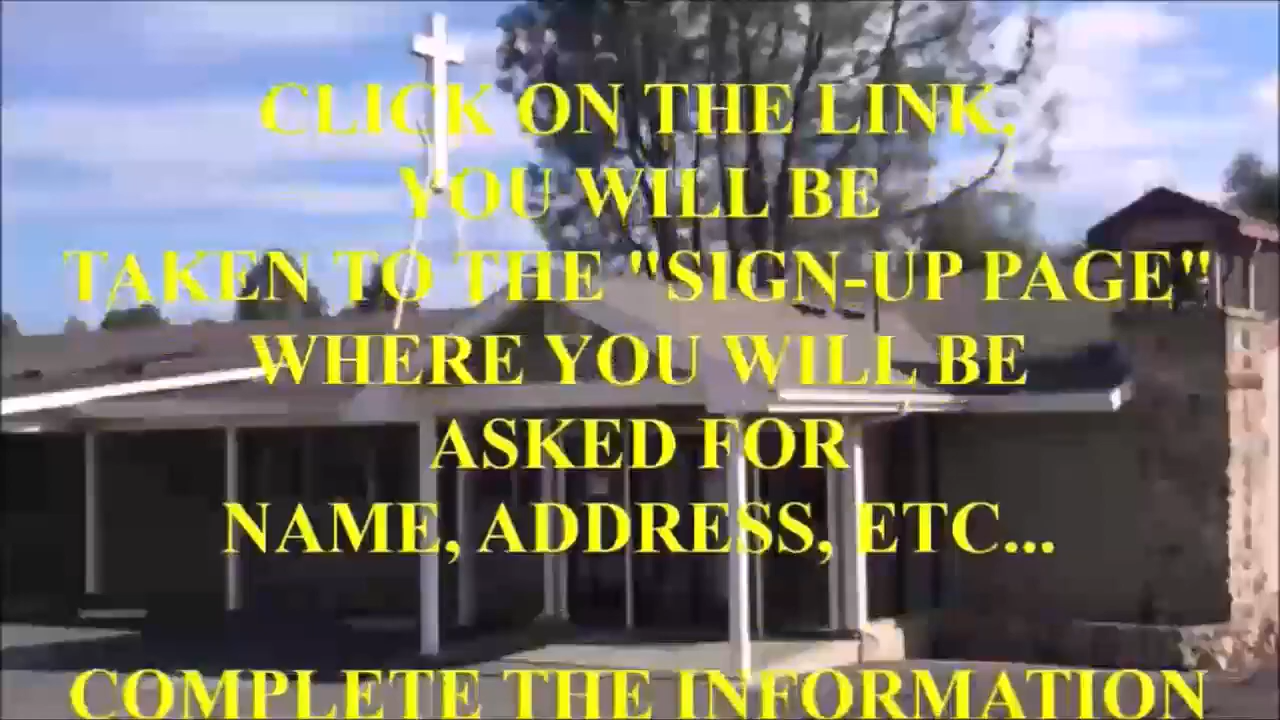 CLICK ON THE LINK,
YOU WILL BE
TAKEN TO THE "SIGN-UP PAGE"
WHERE YOU WILL BE
ASKED FOR
NAME, ADDRESS, ETC...
COMPLETE THE INFORMATION